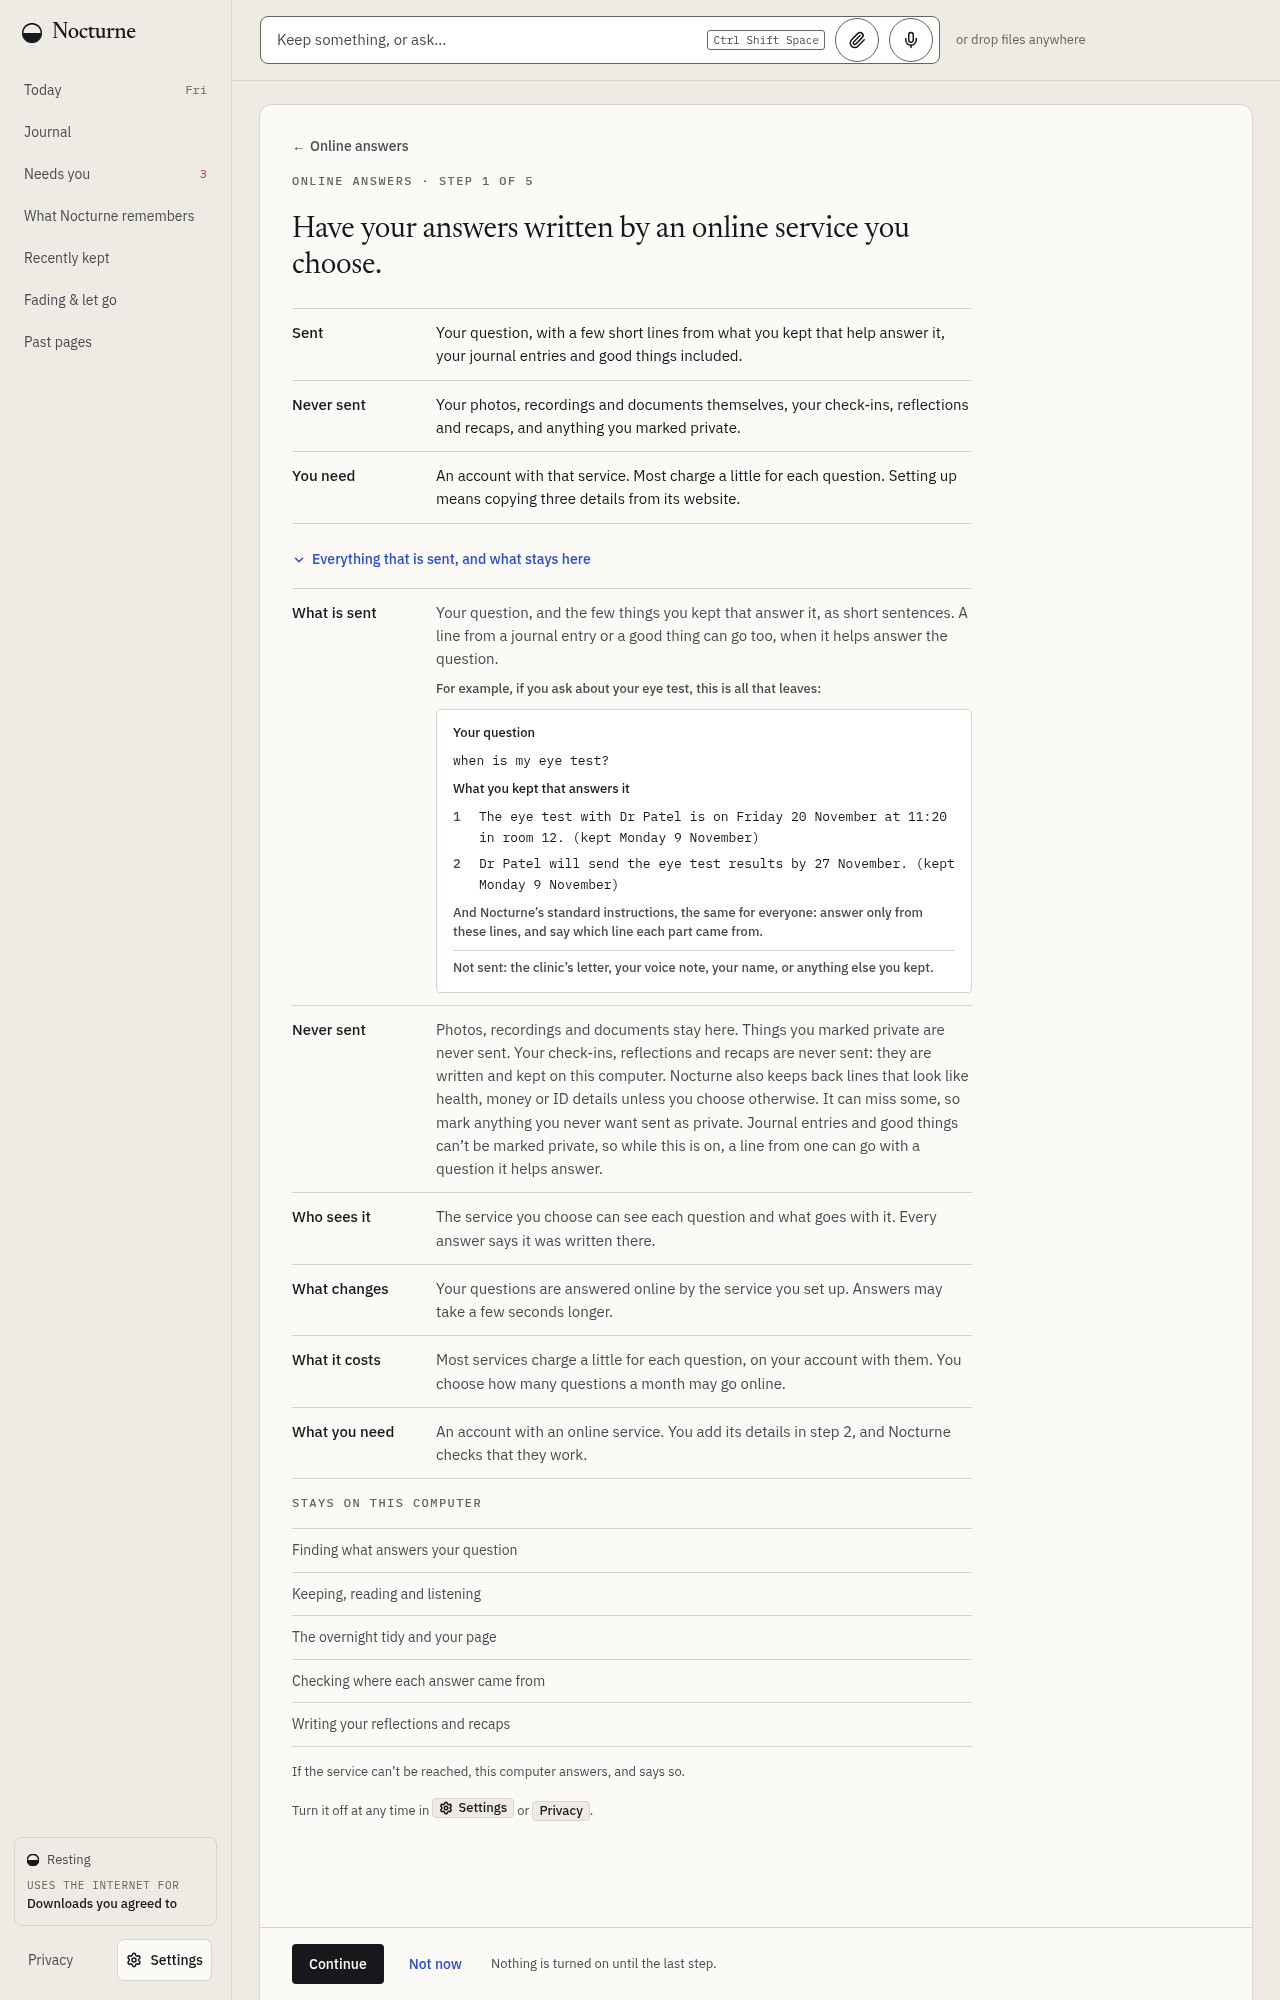 Nocturne
Today Fri
Journal
Needs you 3
What Nocturne remembers
Recently kept
Fading & let go
Past pages
Resting
USES THE INTERNET FOR
Downloads you agreed to
Privacy Settings
Keep something, or ask... Ctrl Shift Space or drop files anywhere
← Online answers
ONLINE ANSWERS · STEP 1 OF 5
Have your answers written by an online service you
choose.
Sent
Your question, with a few short lines from what you kept that help answer it,
your journal entries and good things included.
Never sent
Your photos, recordings and documents themselves, your check-ins, reflections
and recaps, and anything you marked private.
You need
An account with that service. Most charge a little for each question. Setting up
means copying three details from its website.
Everything that is sent, and what stays here
What is sent
Your question, and the few things you kept that answer it, as short sentences. A
line from a journal entry or a good thing can go too, when it helps answer the
question.
For example, if you ask about your eye test, this is all that leaves:
Your question
when is my eye test?
What you kept that answers it
1 The eye test with Dr Patel is on Friday 20 November at 11:20
in room 12. (kept Monday 9 November)
2 Dr Patel will send the eye test results by 27 November. (kept
Monday 9 November)
And Nocturne’s standard instructions, the same for everyone: answer only from
these lines, and say which line each part came from.
Not sent: the clinic’s letter, your voice note, your name, or anything else you kept.
Never sent
Photos, recordings and documents stay here. Things you marked private are
never sent. Your check-ins, reflections and recaps are never sent: they are
written and kept on this computer. Nocturne also keeps back lines that look like
health, money or ID details unless you choose otherwise. It can miss some, so
mark anything you never want sent as private. Journal entries and good things
can’t be marked private, so while this is on, a line from one can go with a
question it helps answer.
Who sees it
The service you choose can see each question and what goes with it. Every
answer says it was written there.
What changes
Your questions are answered online by the service you set up. Answers may
take a few seconds longer.
What it costs
Most services charge a little for each question, on your account with them. You
choose how many questions a month may go online.
What you need
An account with an online service. You add its details in step 2, and Nocturne
checks that they work.
STAYS ON THIS COMPUTER
Finding what answers your question
Keeping, reading and listening
The overnight tidy and your page
Checking where each answer came from
Writing your reflections and recaps
If the service can’t be reached, this computer answers, and says so.
Turn it off at any time in Settings or Privacy.
Continue Not now Nothing is turned on until the last step.